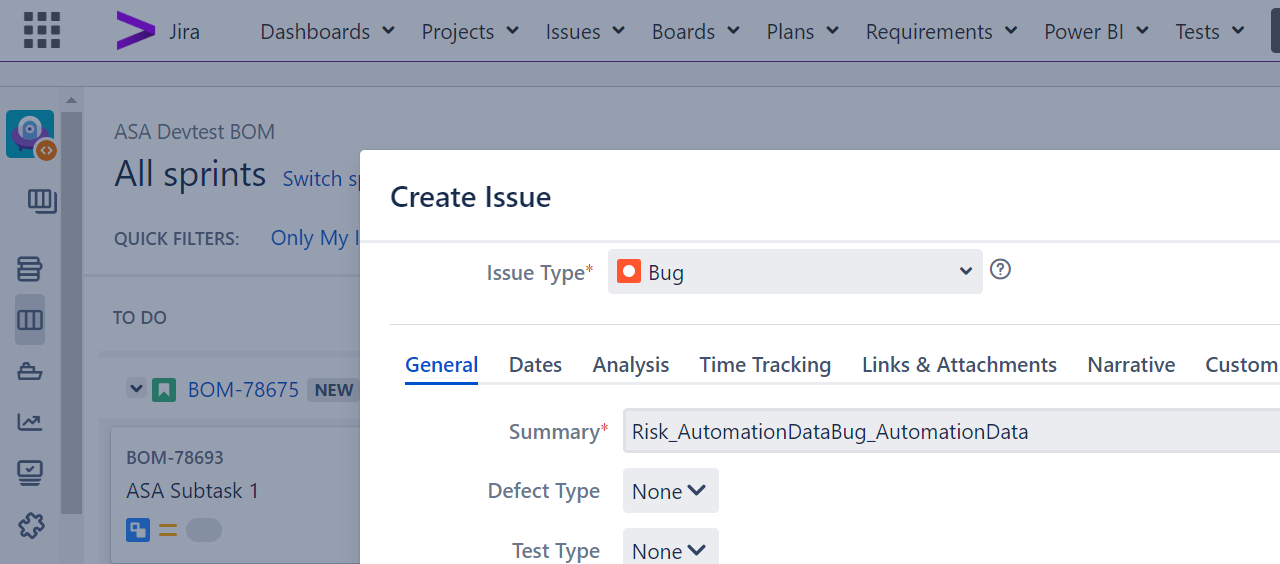 Jira Dashboards Projects Issues Boards Plans Requirements Power BI Tests
ASA Devtest BOM
All sprints Switch
QUICK FILTERS: Only My
Create Issue
Issue Type* Bug
TO DO
General Dates Analysis Time Tracking Links & Attachments Narrative Custom
BOM-78675 NEW
Summary* Risk_AutomationDataBug_AutomationData
BOM-78693
ASA Subtask 1
Defect Type None
Test Type None